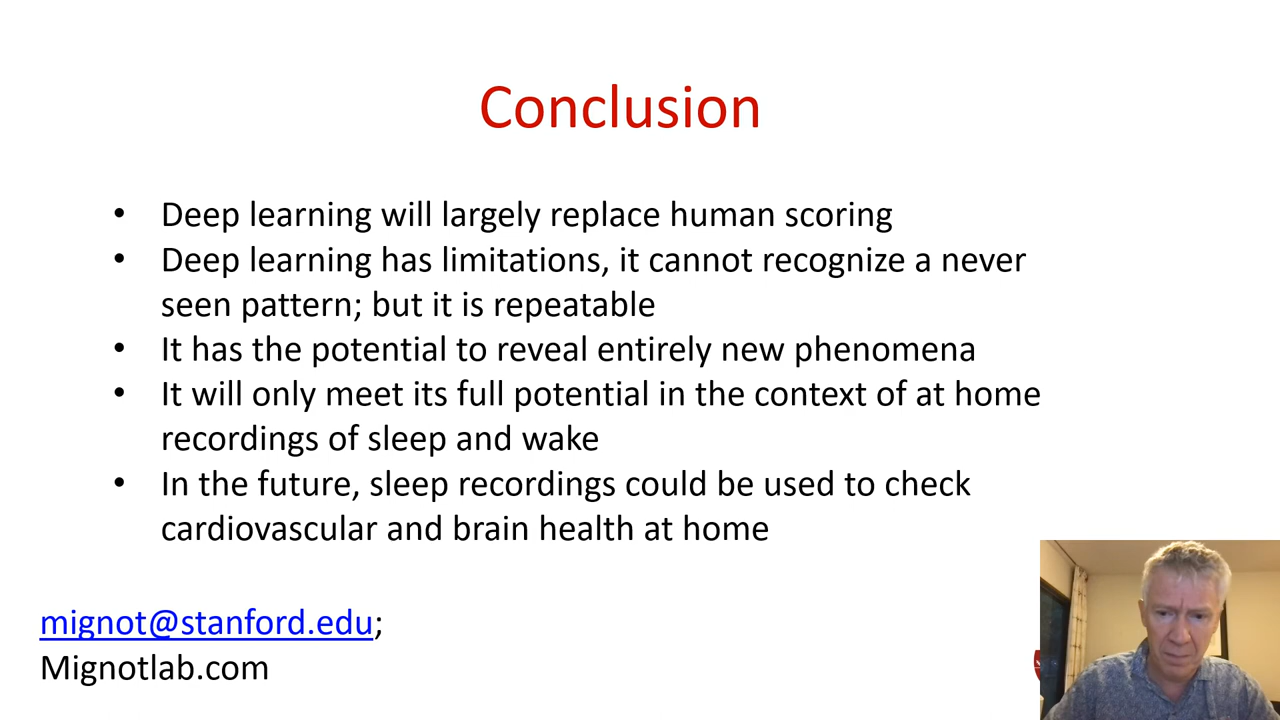 Conclusion
• Deep learning will largely replace human scoring
• Deep learning has limitations, it cannot recognize a never
seen pattern; but it is repeatable
• It has the potential to reveal entirely new phenomena
• It will only meet its full potential in the context of at home
recordings of sleep and wake
• In the future, sleep recordings could be used to check
cardiovascular and brain health at home
mignot@stanford.edu;
Mignotlab.com